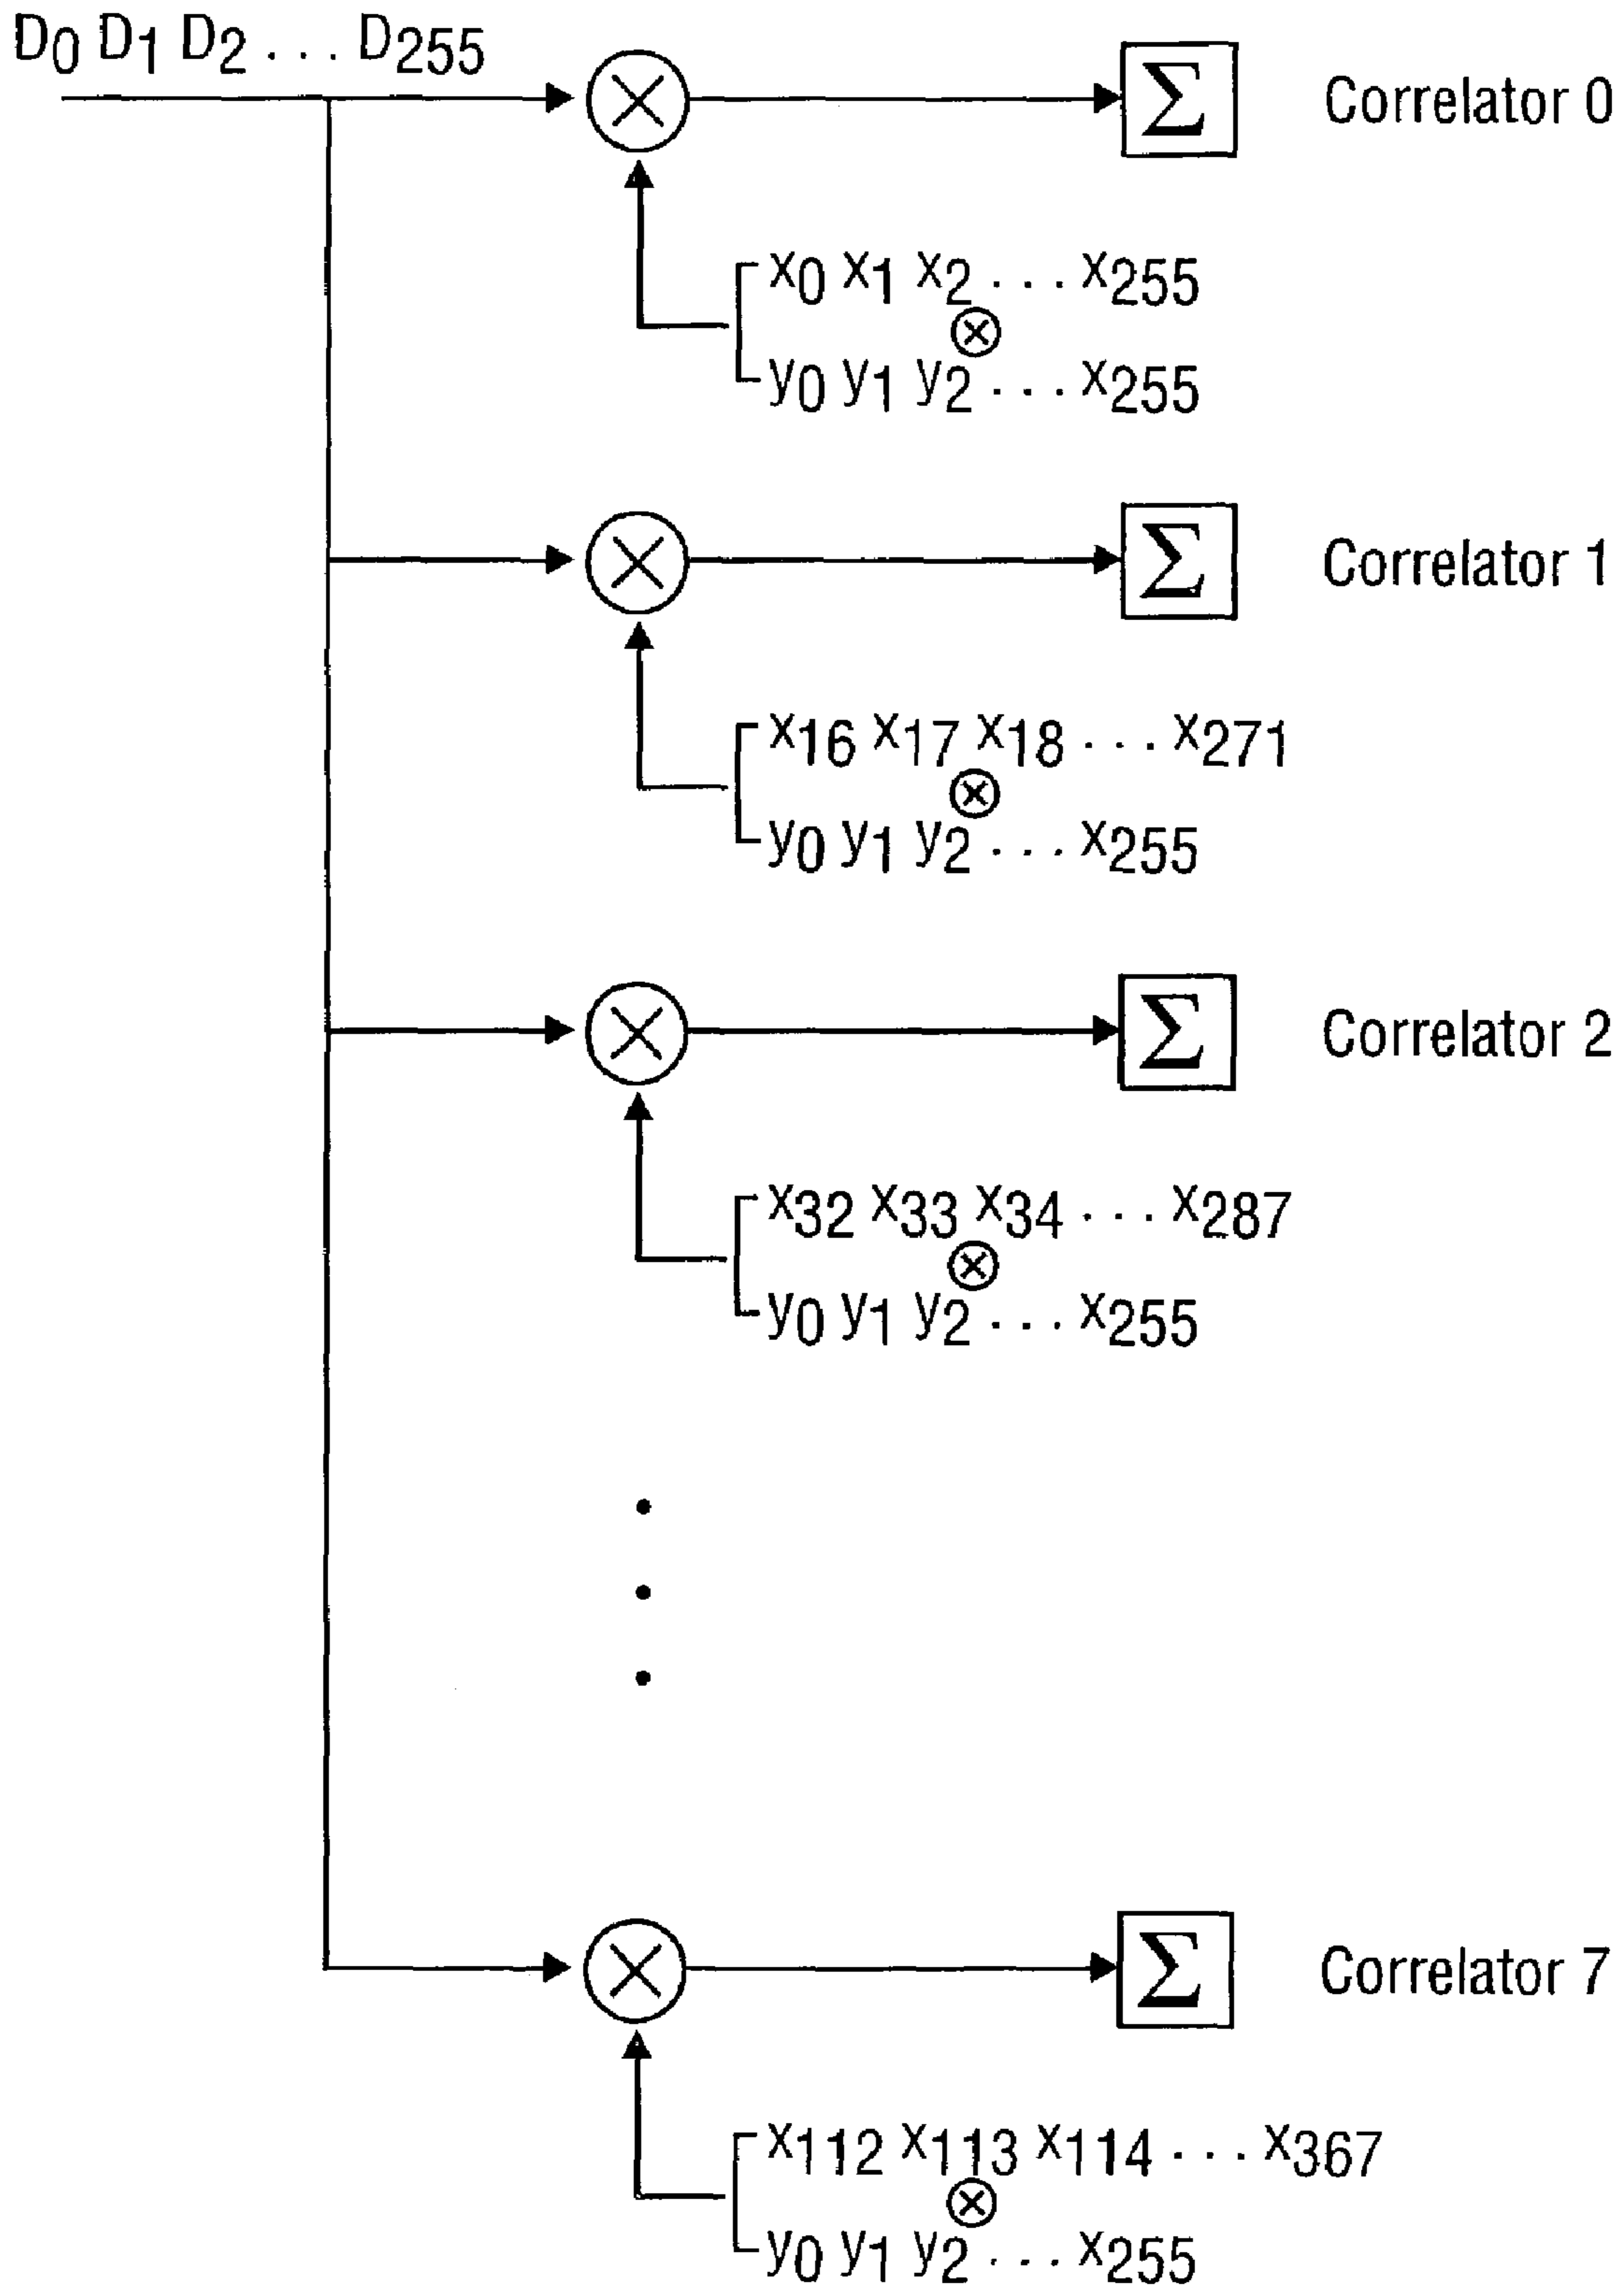 D0 D1 D2 . . . D255
Σ Correlator 0
x0 x1 x2 . . . x255
⊗
y0 y1 y2 . . . x255
Σ Correlator 1
x16 x17 x18 . . . x271
⊗
y0 y1 y2 . . . x255
Σ Correlator 2
x32 x33 x34 . . . x287
⊗
y0 y1 y2 . . . x255
Σ Correlator 7
x112 x113 x114 . . . x367
⊗
y0 y1 y2 . . . x255